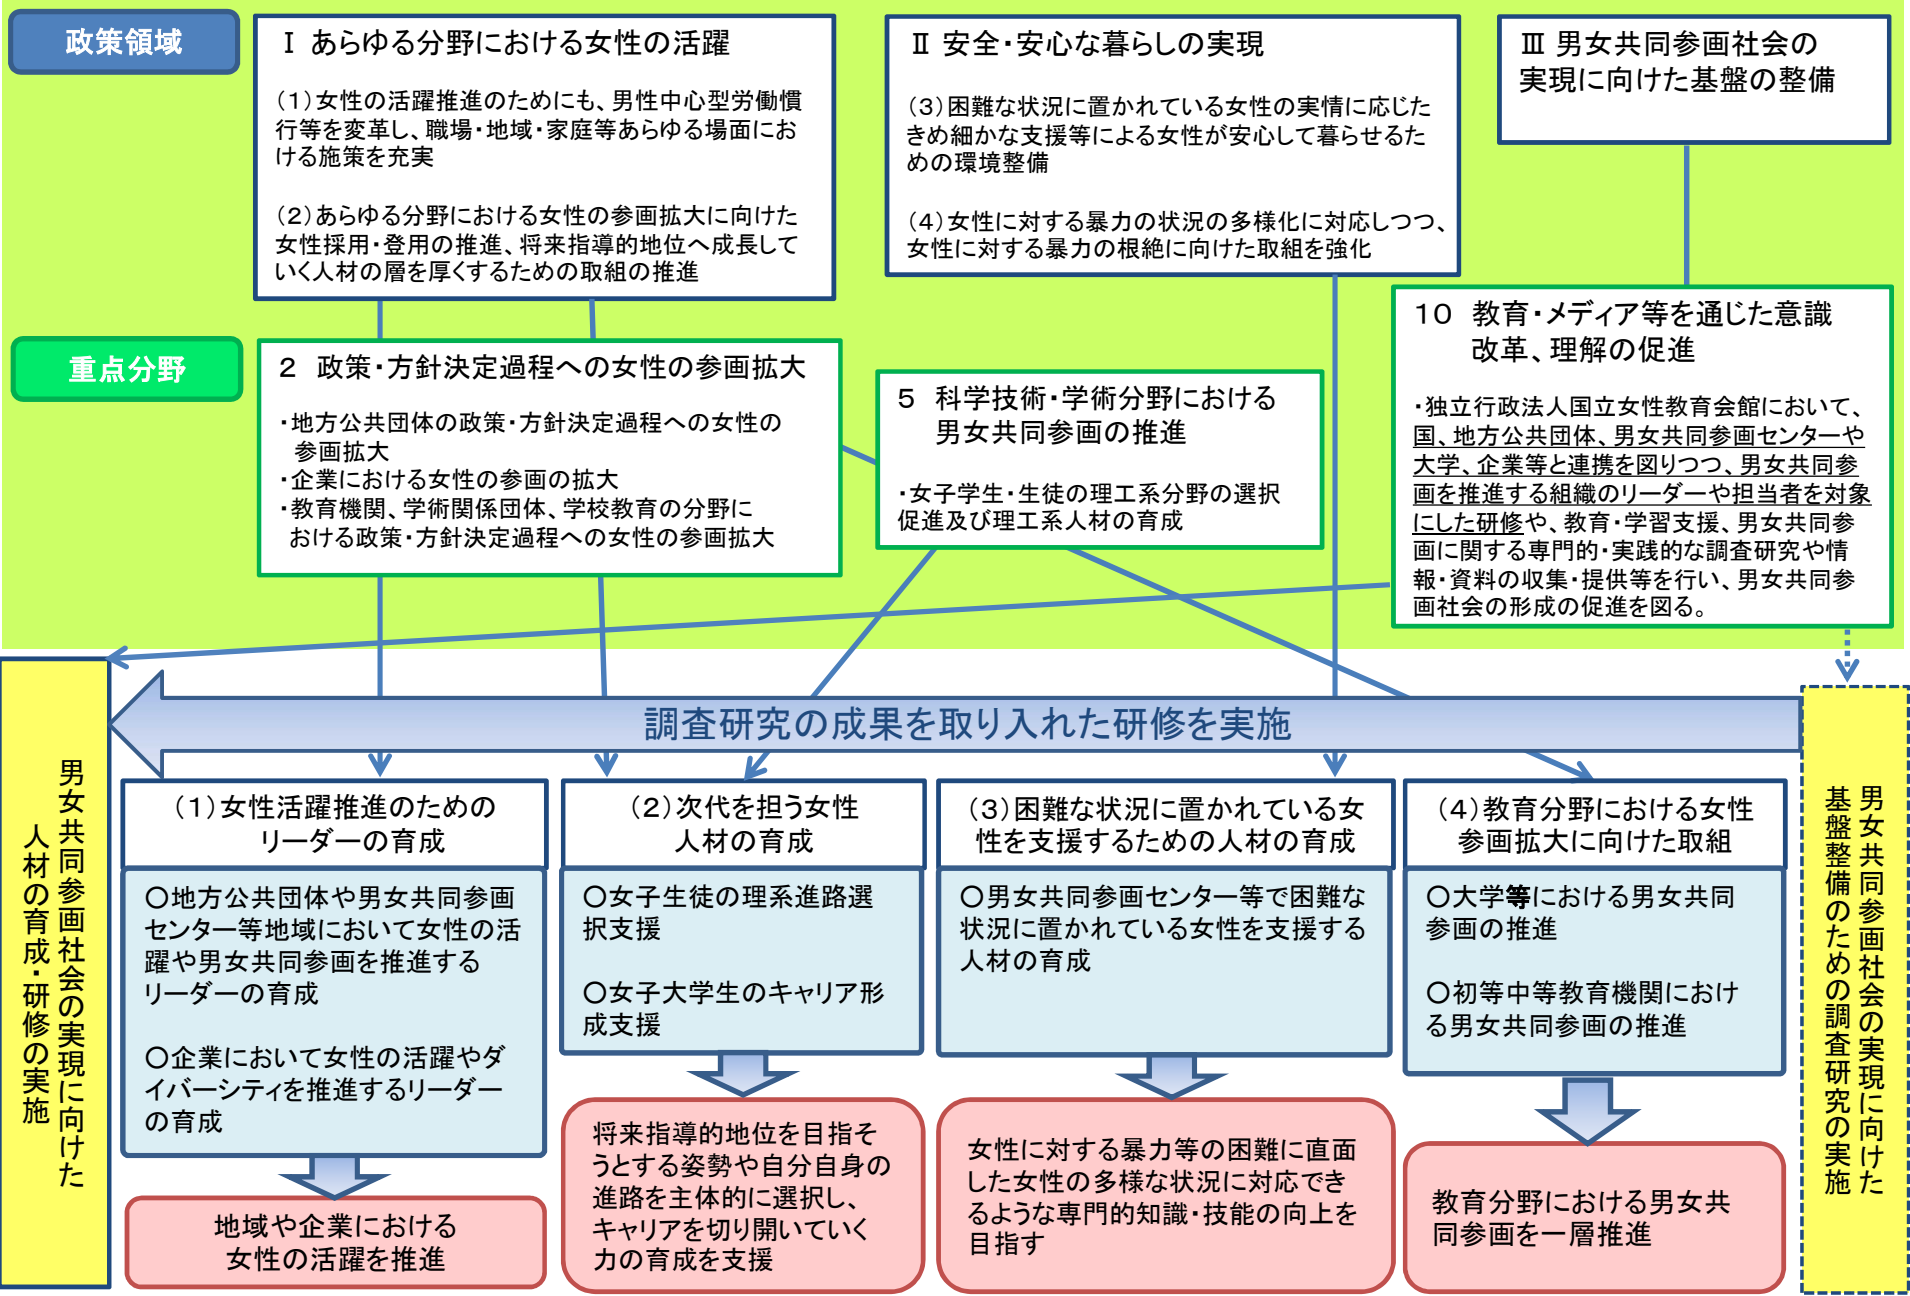 政策領域
Ⅰ あらゆる分野における女性の活躍
（１）女性の活躍推進のためにも、男性中心型労働慣
行等を変革し、職場・地域・家庭等あらゆる場面にお
ける施策を充実
（２）あらゆる分野における女性の参画拡大に向けた
女性採用・登用の推進、将来指導的地位へ成長して
いく人材の層を厚くするための取組の推進
Ⅱ 安全・安心な暮らしの実現
（３）困難な状況に置かれている女性の実情に応じた
きめ細かな支援等による女性が安心して暮らせるた
めの環境整備
（４）女性に対する暴力の状況の多様化に対応しつつ、
女性に対する暴力の根絶に向けた取組を強化
Ⅲ 男女共同参画社会の
実現に向けた基盤の整備
重点分野
２ 政策・方針決定過程への女性の参画拡大
・地方公共団体の政策・方針決定過程への女性の
参画拡大
・企業における女性の参画の拡大
・教育機関、学術関係団体、学校教育の分野に
おける政策・方針決定過程への女性の参画拡大
５ 科学技術・学術分野における
男女共同参画の推進
・女子学生・生徒の理工系分野の選択
促進及び理工系人材の育成
１０ 教育・メディア等を通じた意識
改革、理解の促進
・独立行政法人国立女性教育会館において、
国、地方公共団体、男女共同参画センターや
大学、企業等と連携を図りつつ、男女共同参
画を推進する組織のリーダーや担当者を対象
にした研修や、教育・学習支援、男女共同参
画に関する専門的・実践的な調査研究や情
報・資料の収集・提供等を行い、男女共同参
画社会の形成の促進を図る。
調査研究の成果を取り入れた研修を実施
男女共同参画社会の実現に向けた
人材の育成・研修の実施
（１）女性活躍推進のための
リーダーの育成
○地方公共団体や男女共同参画
センター等地域において女性の活
躍や男女共同参画を推進する
リーダーの育成
○企業において女性の活躍やダ
イバーシティを推進するリーダー
の育成
地域や企業における
女性の活躍を推進
（２）次代を担う女性
人材の育成
○女子生徒の理系進路選
択支援
○女子大学生のキャリア形
成支援
将来指導的地位を目指そ
うとする姿勢や自分自身の
進路を主体的に選択し、
キャリアを切り開いていく
力の育成を支援
（３）困難な状況に置かれている女
性を支援するための人材の育成
○男女共同参画センター等で困難な
状況に置かれている女性を支援する
人材の育成
女性に対する暴力等の困難に直面
した女性の多様な状況に対応でき
るような専門的知識・技能の向上を
目指す
（４）教育分野における女性
参画拡大に向けた取組
○大学等における男女共同
参画の推進
○初等中等教育機関におけ
る男女共同参画の推進
教育分野における男女共
同参画を一層推進
男女共同参画社会の実現に向けた
基盤整備のための調査研究の実施